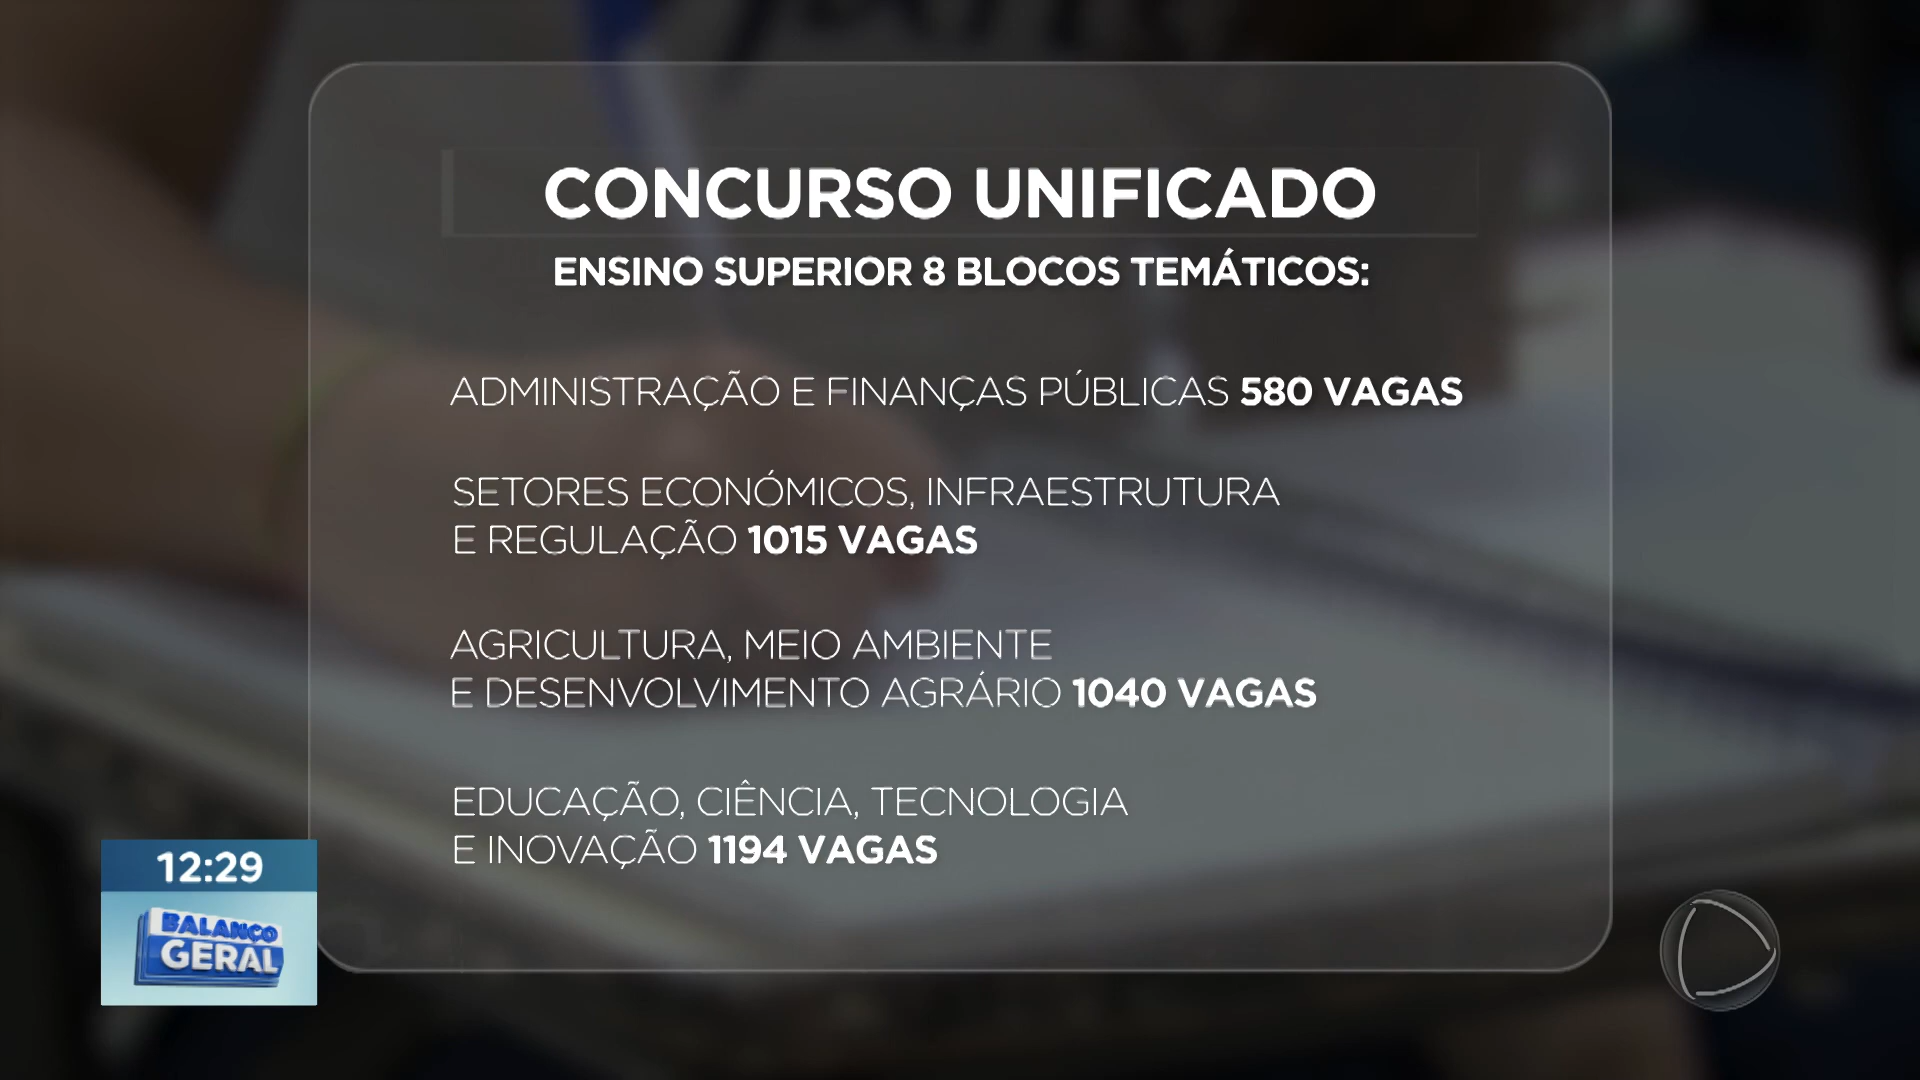 CONCURSO UNIFICADO
ENSINO SUPERIOR 8 BLOCOS TEMÁTICOS:
ADMINISTRAÇÃO E FINANÇAS PÚBLICAS 580 VAGAS
SETORES ECONÓMICOS, INFRAESTRUTURA
E REGULAÇÃO 1015 VAGAS
AGRICULTURA, MEIO AMBIENTE
E DESENVOLVIMENTO AGRÁRIO 1040 VAGAS
EDUCAÇÃO, CIÊNCIA, TECNOLOGIA
E INOVAÇÃO 1194 VAGAS
12:29
BALANÇO
GERAL